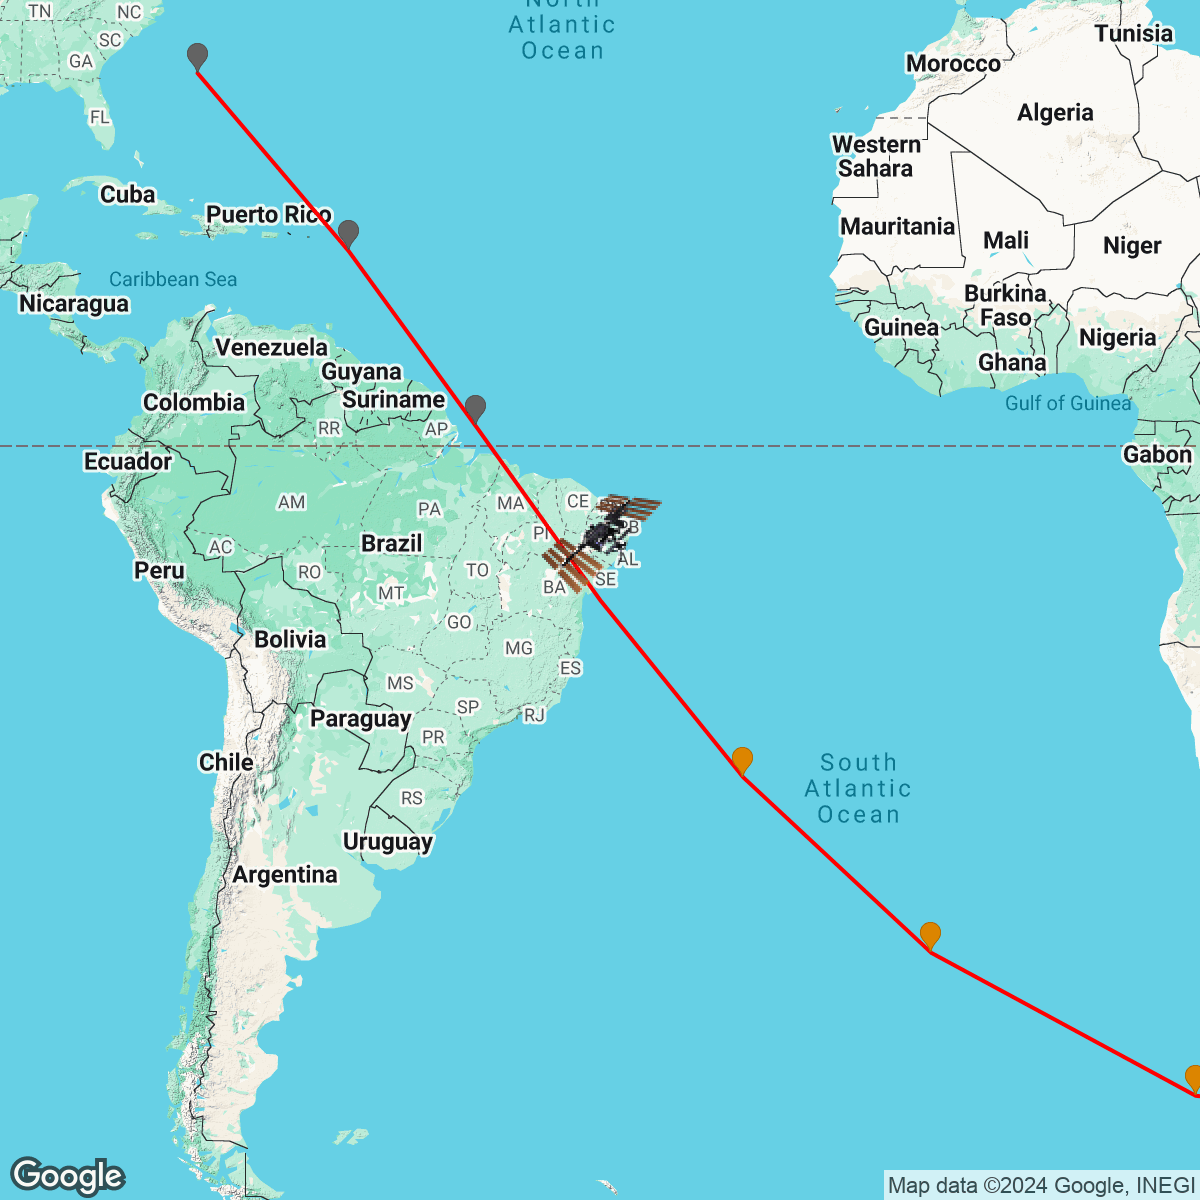 North
Atlantic
Ocean
TN
NC
SC
GA
FL
Tunisia
Morocco
Algeria
Western
Sahara
Cuba
Puerto Rico
Mauritania
Mali
Niger
Caribbean Sea
Nicaragua
Burkina
Faso
Guinea
Nigeria
Ghana
Venezuela
Guyana
Suriname
Colombia
Gulf of Guinea
RR
AP
Gabon
Ecuador
AM
PA
MA
CE
PB
PI
Brazil
AC
Peru
RO
TO
AL
SE
BA
MT
GO
Bolivia
MG
ES
MS
SP
RJ
Paraguay
PR
Chile
South
Atlantic
Ocean
RS
Uruguay
Argentina
Google
Map data ©2024 Google, INEGI